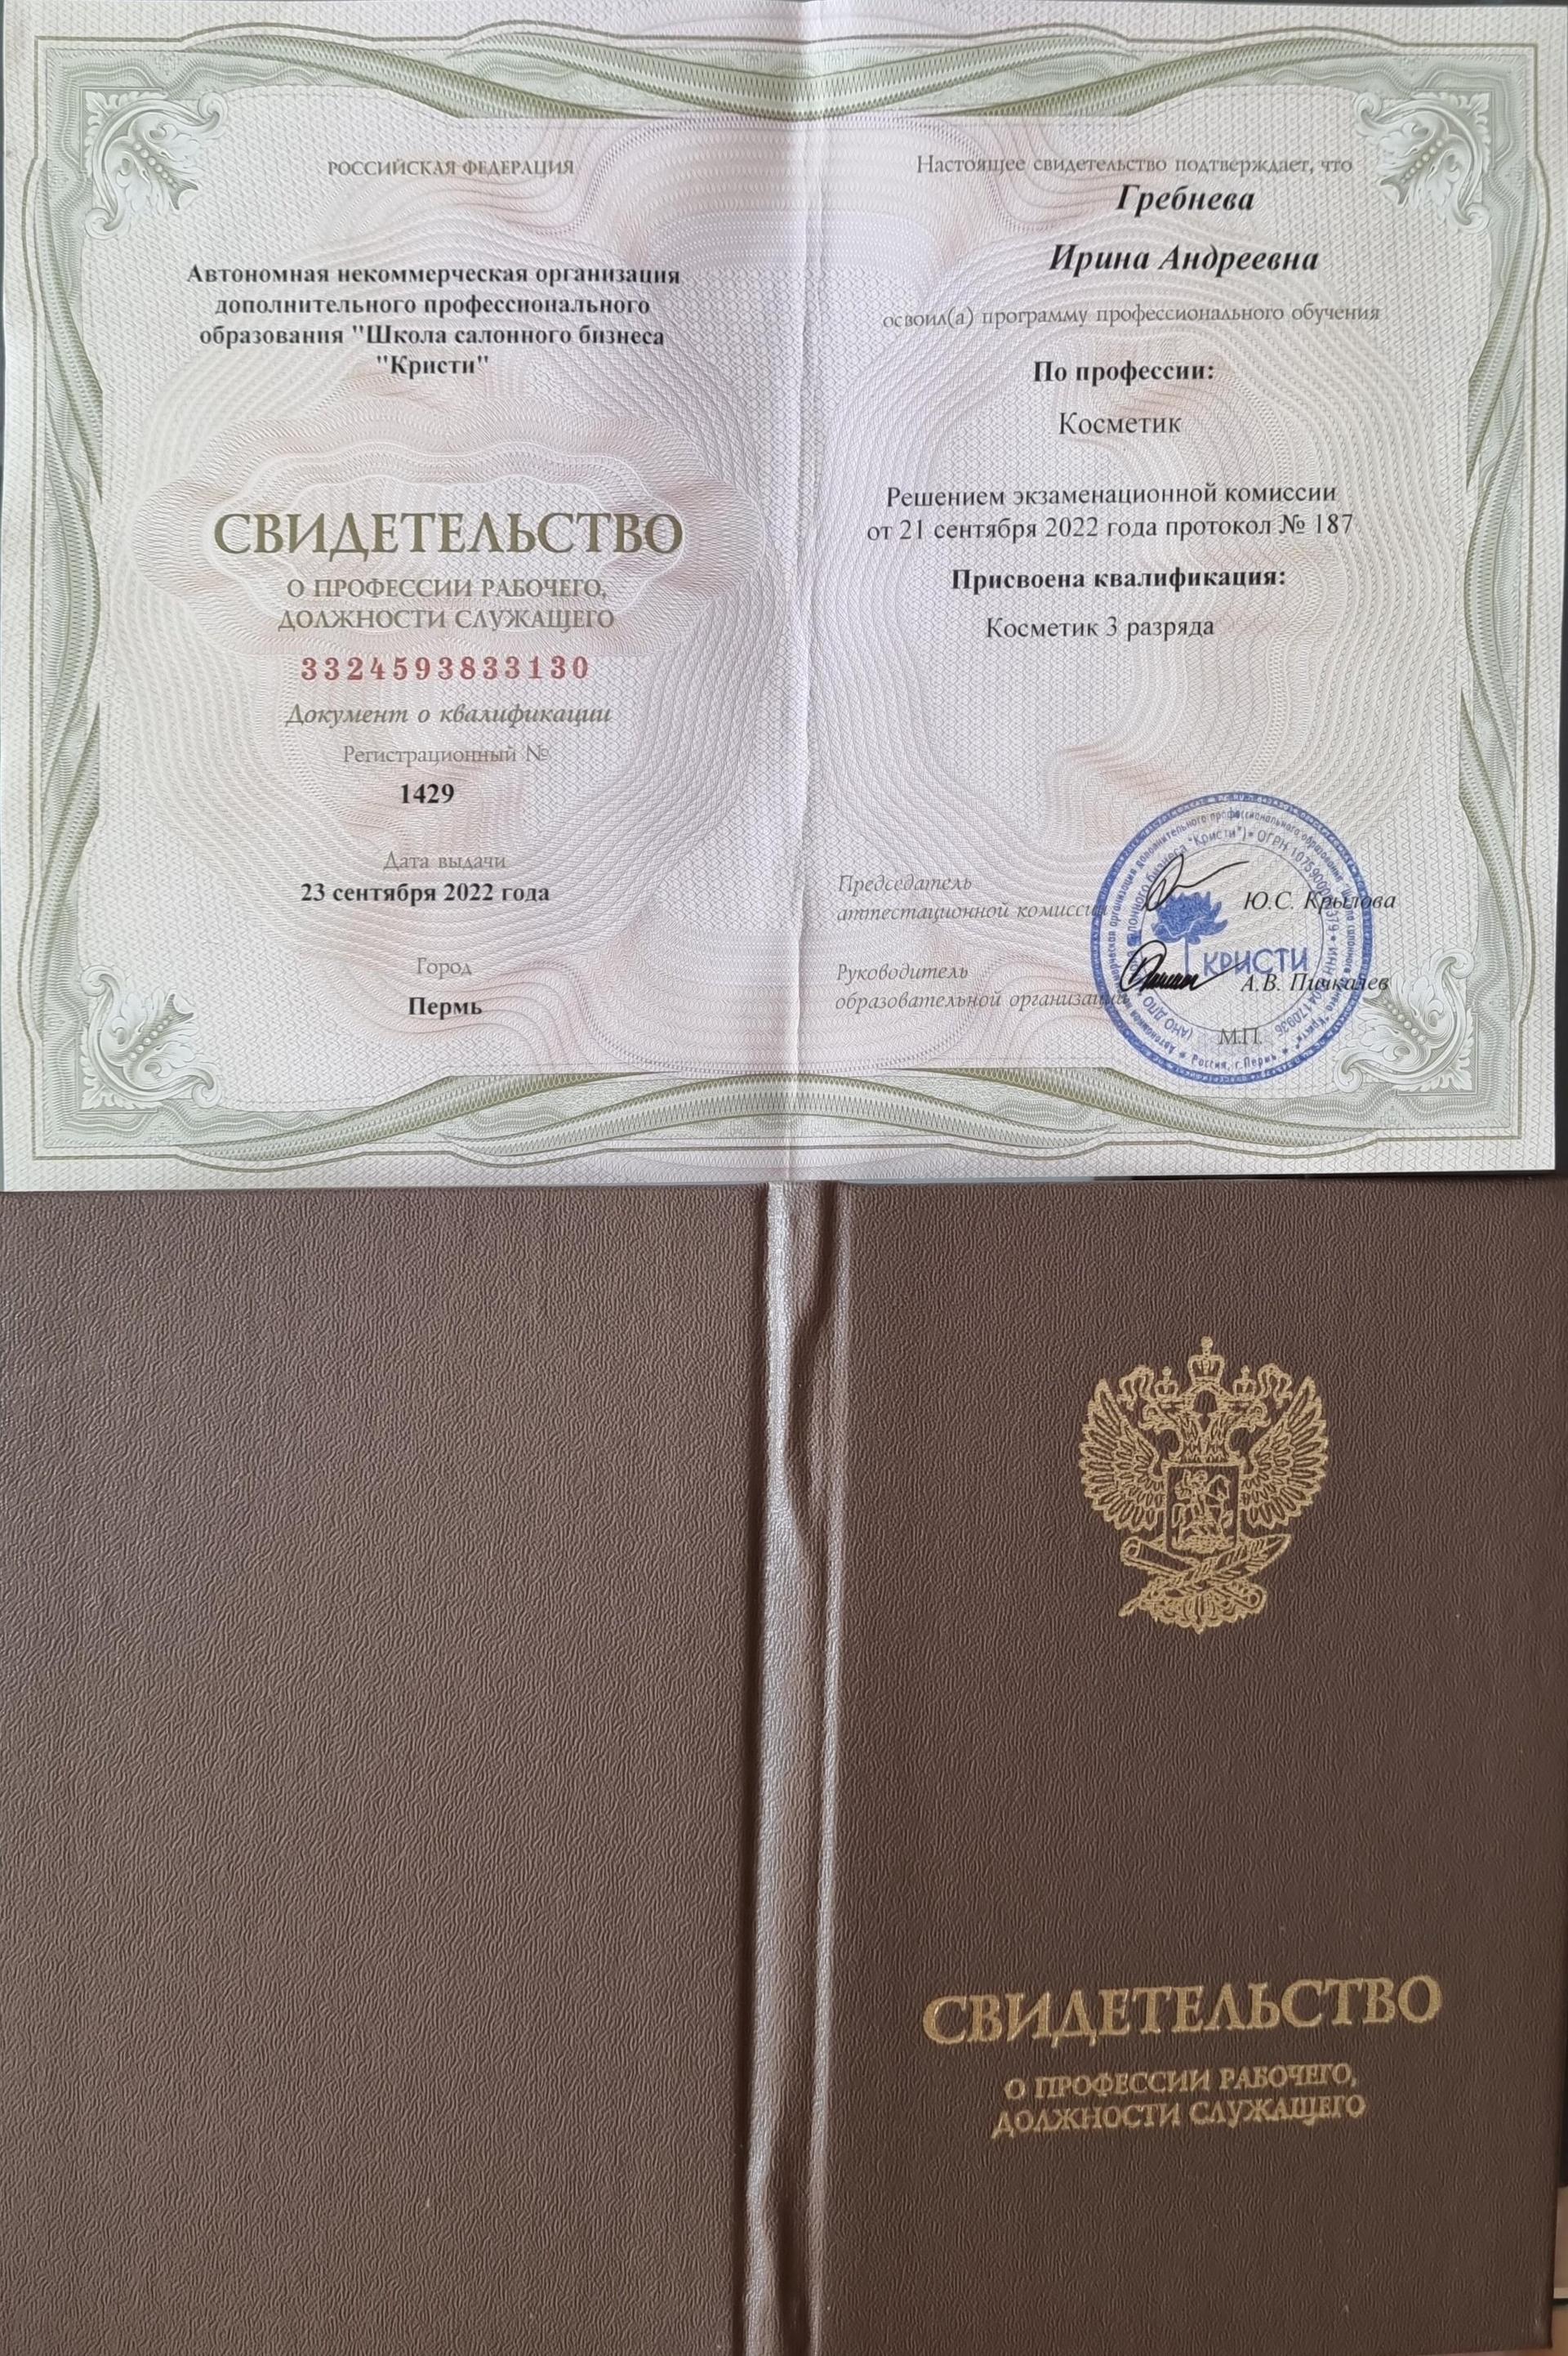 РОССИЙСКАЯ ФЕДЕРАЦИЯ
Автономная некоммерческая организация
дополнительного профессионального
образования "Школа салонного бизнеса
"Кристи"
СВИДЕТЕЛЬСТВО
О ПРОФЕССИИ РАБОЧЕГО,
ДОЛЖНОСТИ СЛУЖАЩЕГО
3324593833130
Документ о квалификации
Регистрационный №
1429
Дата выдачи
23 сентября 2022 года
Город
Пермь
Настоящее свидетельство подтверждает, что
Гребнева
Ирина Андреевна
освоил(а) программу профессионального обучения
По профессии:
Косметик
Решением экзаменационной комиссии
от 21 сентября 2022 года протокол № 187
Присвоена квалификация:
Косметик 3 разряда
Председатель
аттестационной комиссии
Ю.С. Крылова
Руководитель
образовательной организации
А.В. Пичкалев
М.П.
КРИСТИ
Россия, г.Пермь
СВИДЕТЕЛЬСТВО
О ПРОФЕССИИ РАБОЧЕГО,
ДОЛЖНОСТИ СЛУЖАЩЕГО